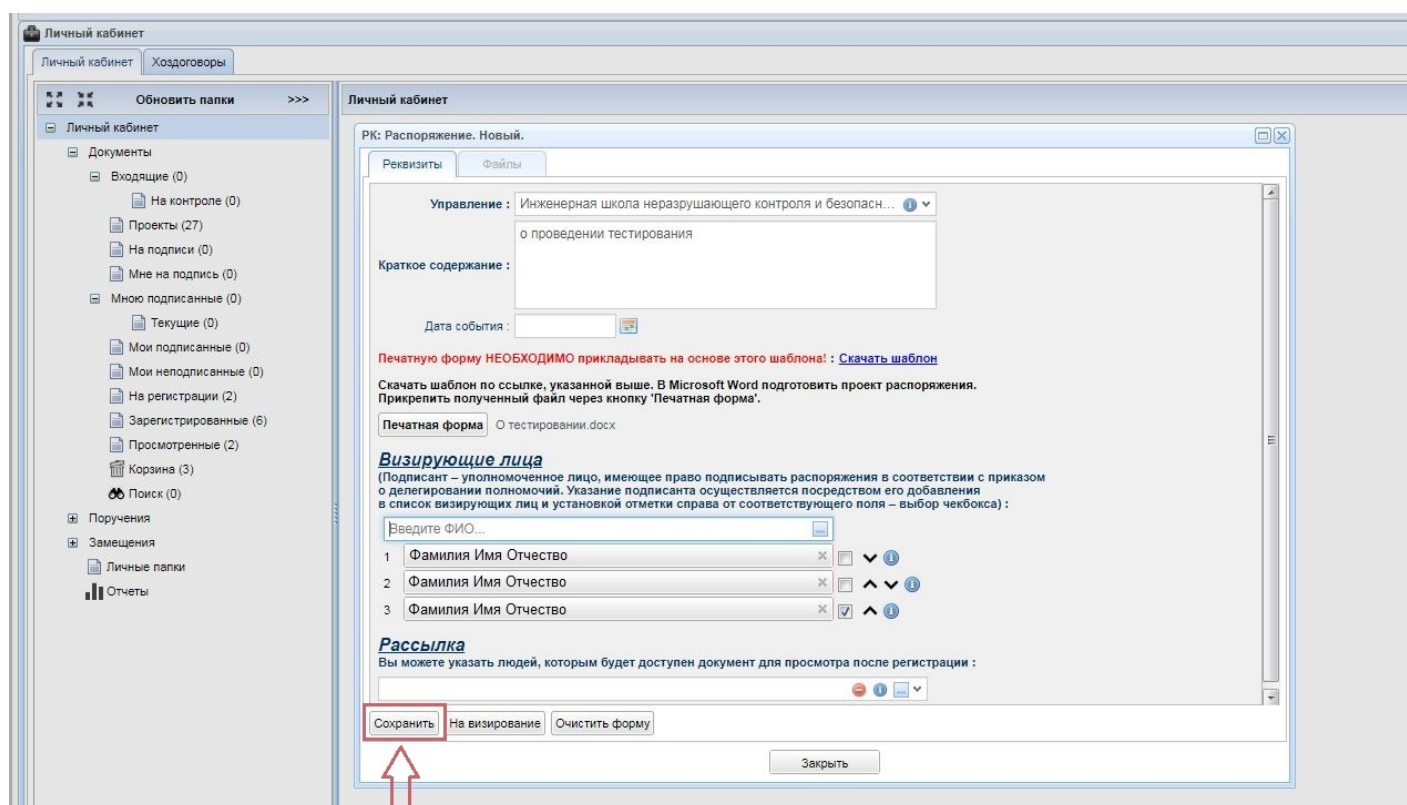 Личный кабинет
Личный кабинет Хоздоговоры
Обновить папки >>>
Личный кабинет
Документы
Входящие (0)
На контроле (0)
Проекты (27)
На подписи (0)
Мне на подпись (0)
Мною подписанные (0)
Текущие (0)
Мои подписанные (0)
Мои неподписанные (0)
На регистрации (2)
Зарегистрированные (6)
Просмотренные (2)
Корзина (3)
Поиск (0)
Поручения
Замещения
Личные папки
Отчеты
Личный кабинет
РК: Распоряжение. Новый.
Реквизиты Файлы
Управление : Инженерная школа неразрушающего контроля и безопасн...
Краткое содержание : о проведении тестирования
Дата события :
Печатную форму НЕОБХОДИМО прикладывать на основе этого шаблона! : Скачать шаблон
Скачать шаблон по ссылке, указанной выше. В Microsoft Word подготовить проект распоряжения.
Прикрепить полученный файл через кнопку 'Печатная форма'.
Печатная форма О тестировании.docx
Визирующие лица
(Подписант – уполномоченное лицо, имеющее право подписывать распоряжения в соответствии с приказом
о делегировании полномочий. Указание подписанта осуществляется посредством его добавления
в список визирующих лиц и установкой отметки справа от соответствующего поля – выбор чекбокса) :
Введите ФИО...
1 Фамилия Имя Отчество
2 Фамилия Имя Отчество
3 Фамилия Имя Отчество
Рассылка
Вы можете указать людей, которым будет доступен документ для просмотра после регистрации :
Сохранить На визирование Очистить форму
Закрыть